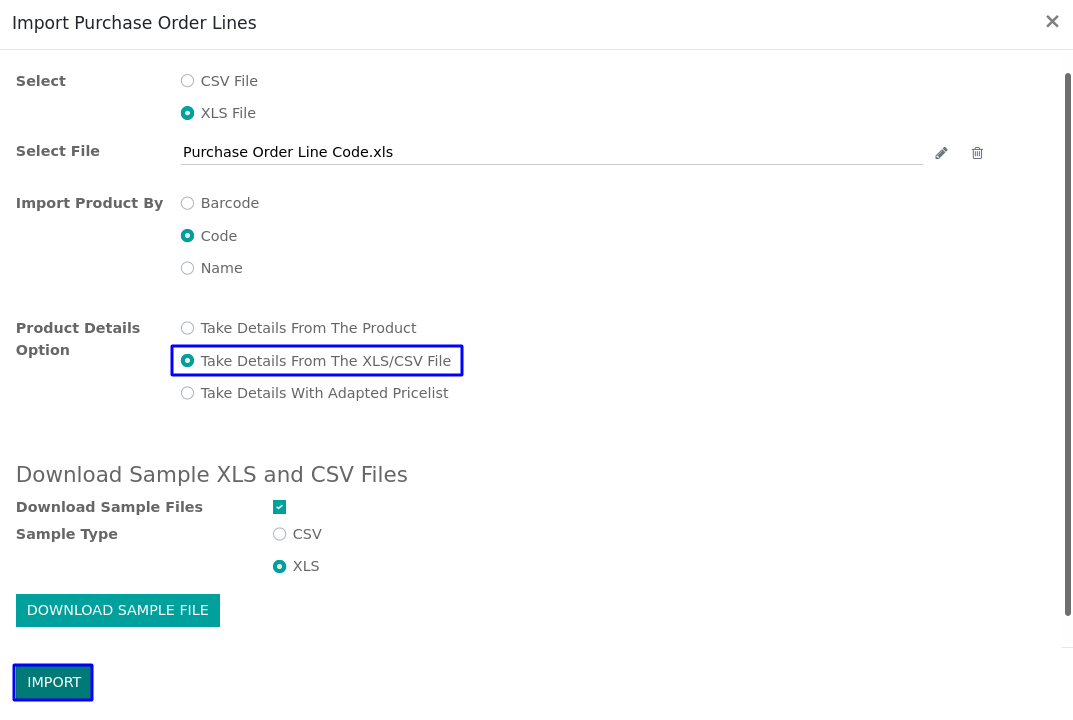 Import Purchase Order Lines
Select
CSV File
XLS File
Select File
Purchase Order Line Code.xls
Import Product By
Barcode
Code
Name
Product Details
Option
Take Details From The Product
Take Details From The XLS/CSV File
Take Details With Adapted Pricelist
Download Sample XLS and CSV Files
Download Sample Files
Sample Type
CSV
XLS
DOWNLOAD SAMPLE FILE
IMPORT